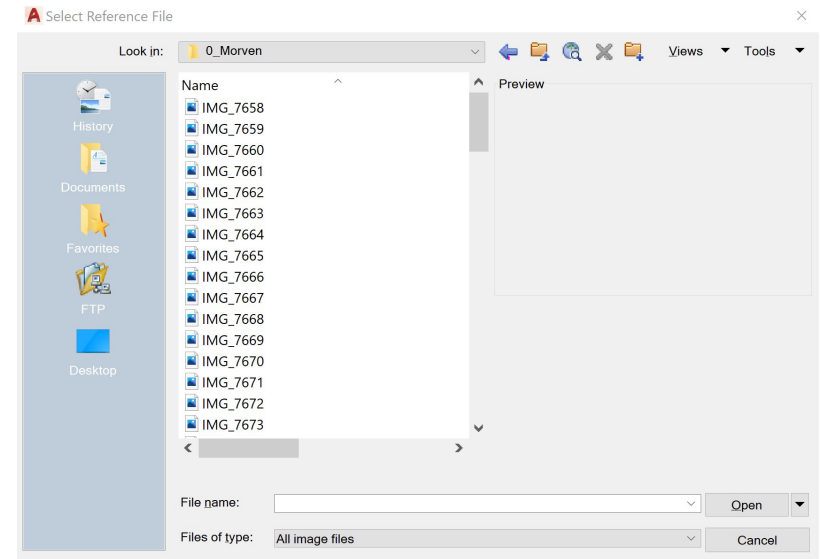 Select Reference File
Look in: 0_Morven Views Tools
History
Documents
Favorites
FTP
Desktop
Name
IMG_7658
IMG_7659
IMG_7660
IMG_7661
IMG_7662
IMG_7663
IMG_7664
IMG_7665
IMG_7666
IMG_7667
IMG_7668
IMG_7669
IMG_7670
IMG_7671
IMG_7672
IMG_7673
Preview
File name: Open
Files of type: All image files Cancel